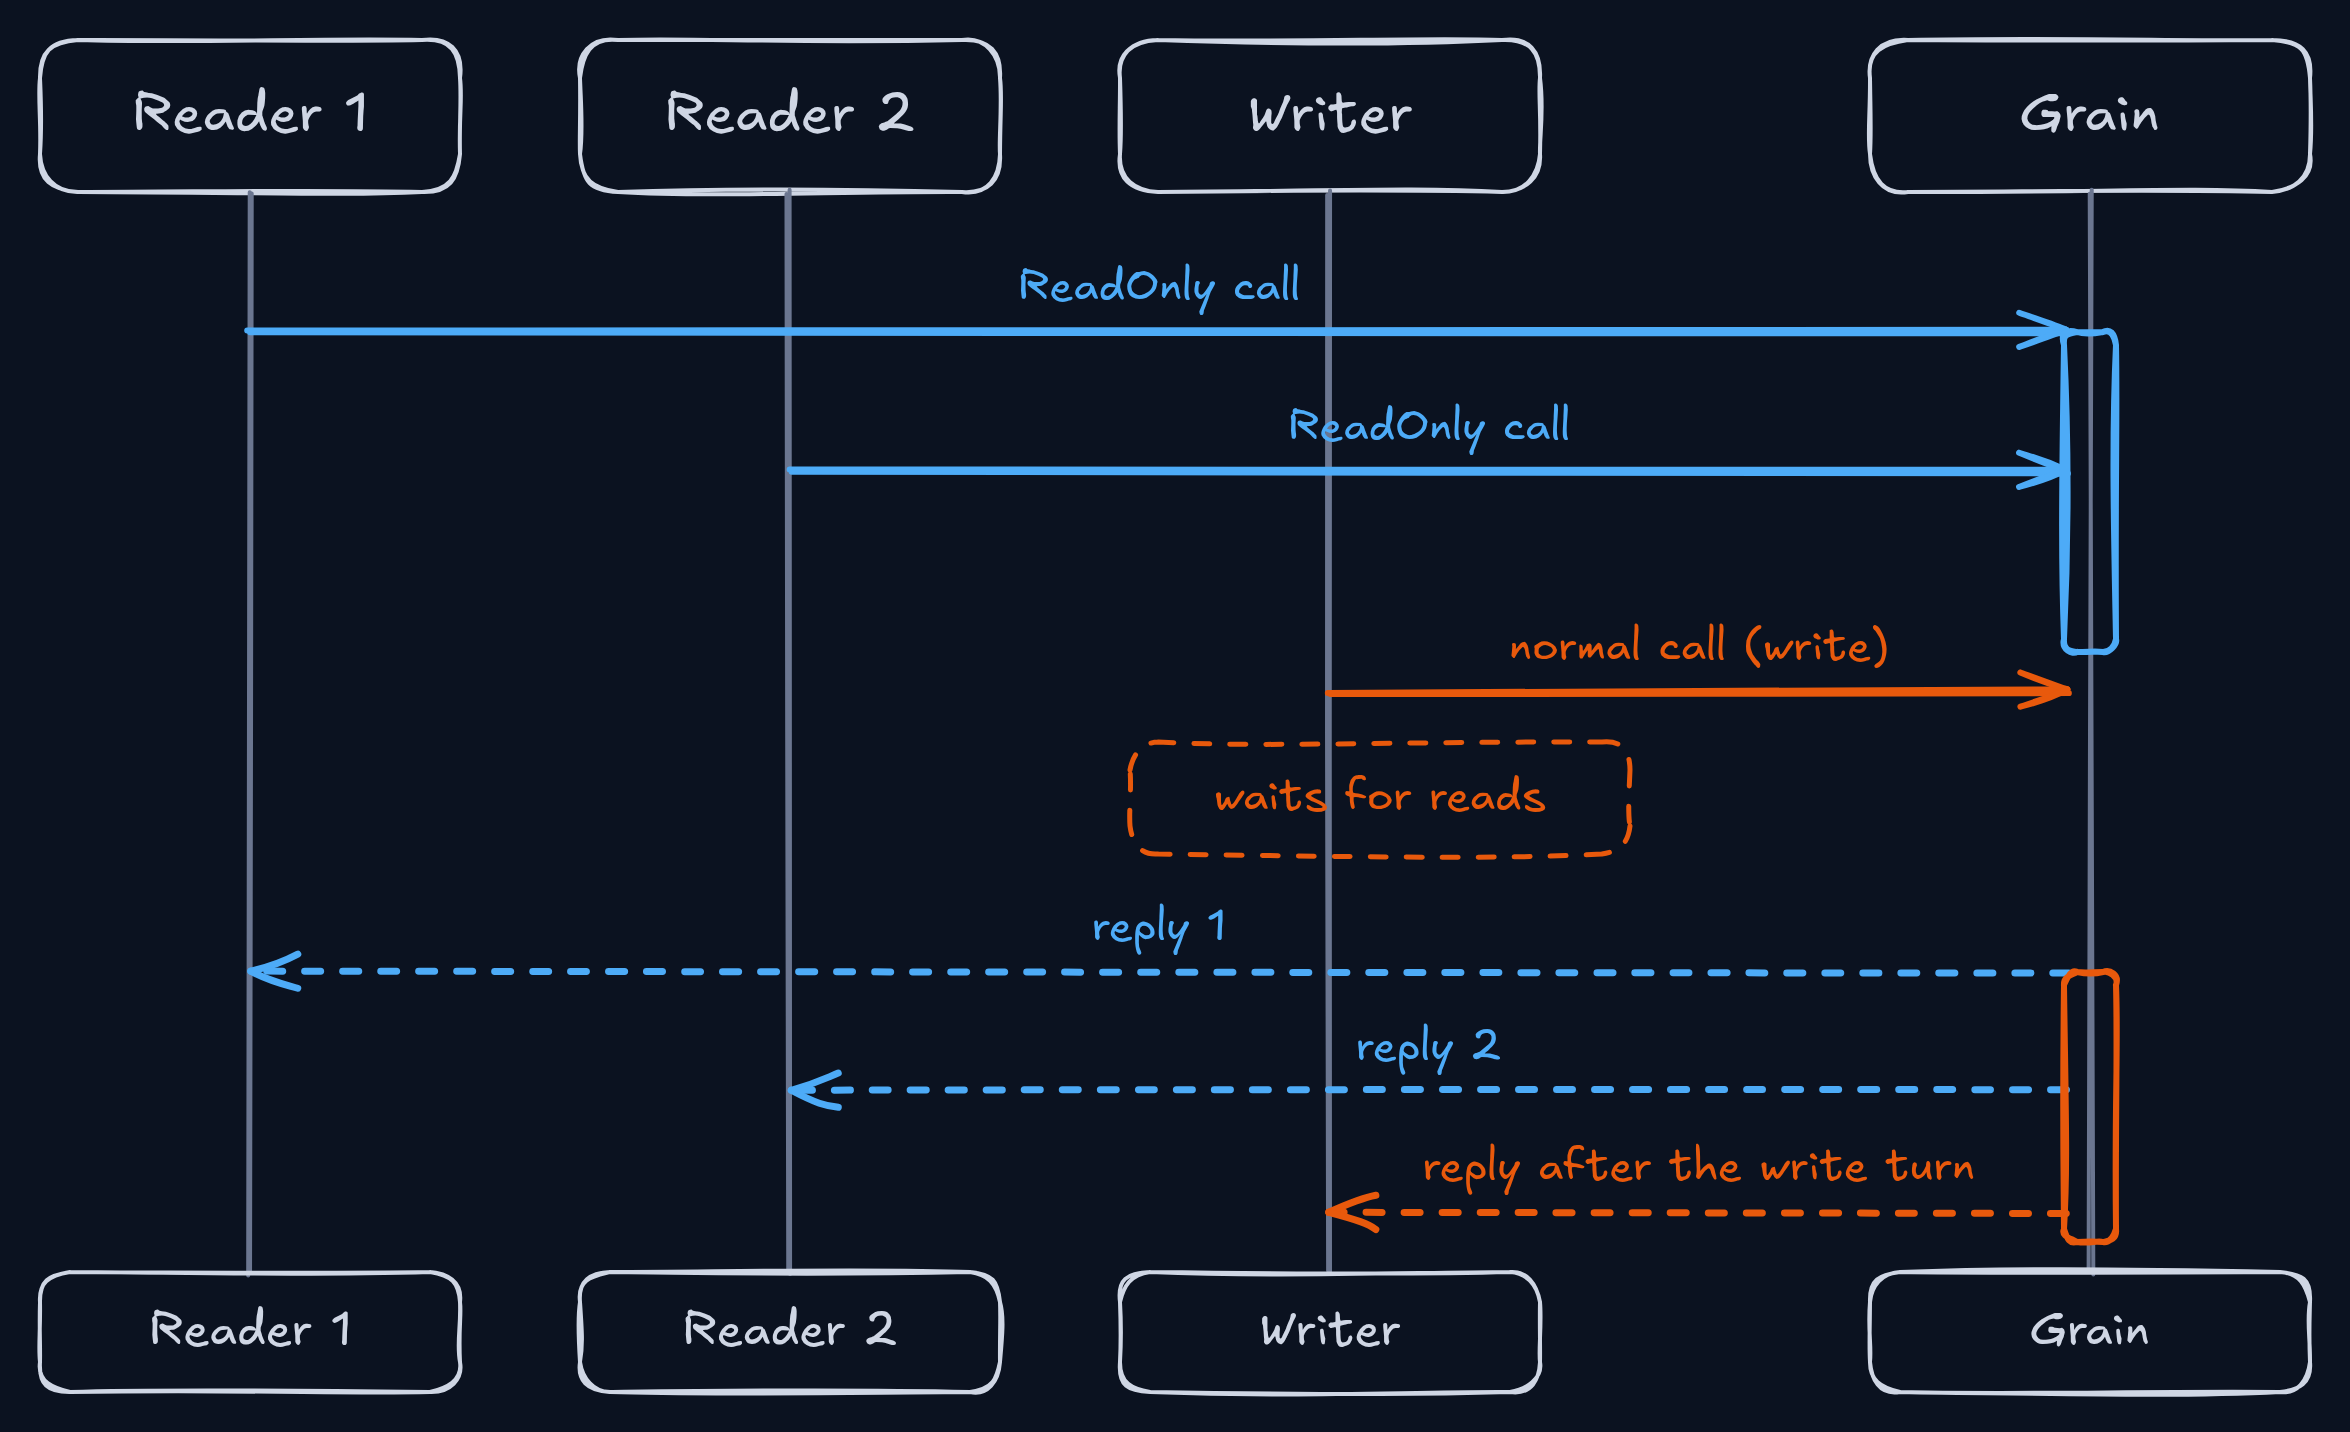 Reader 1
Reader 2
Writer
Grain
ReadOnly call
ReadOnly call
normal call (write)
waits for reads
reply 1
reply 2
reply after the write turn
Reader 1
Reader 2
Writer
Grain